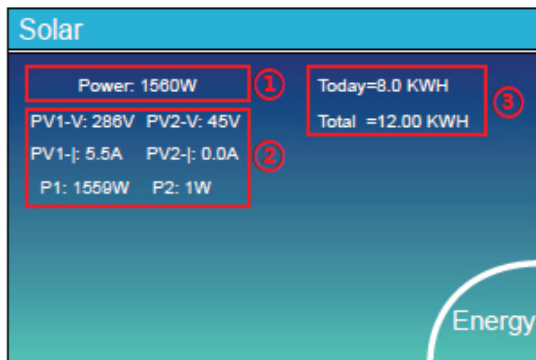 Solar
Power: 1560W
①
PV1-V: 286V PV2-V: 45V
PV1-|: 5.5A PV2-|: 0.0A
P1: 1559W P2: 1W
②
Today=8.0 KWH
Total =12.00 KWH
③
Energy